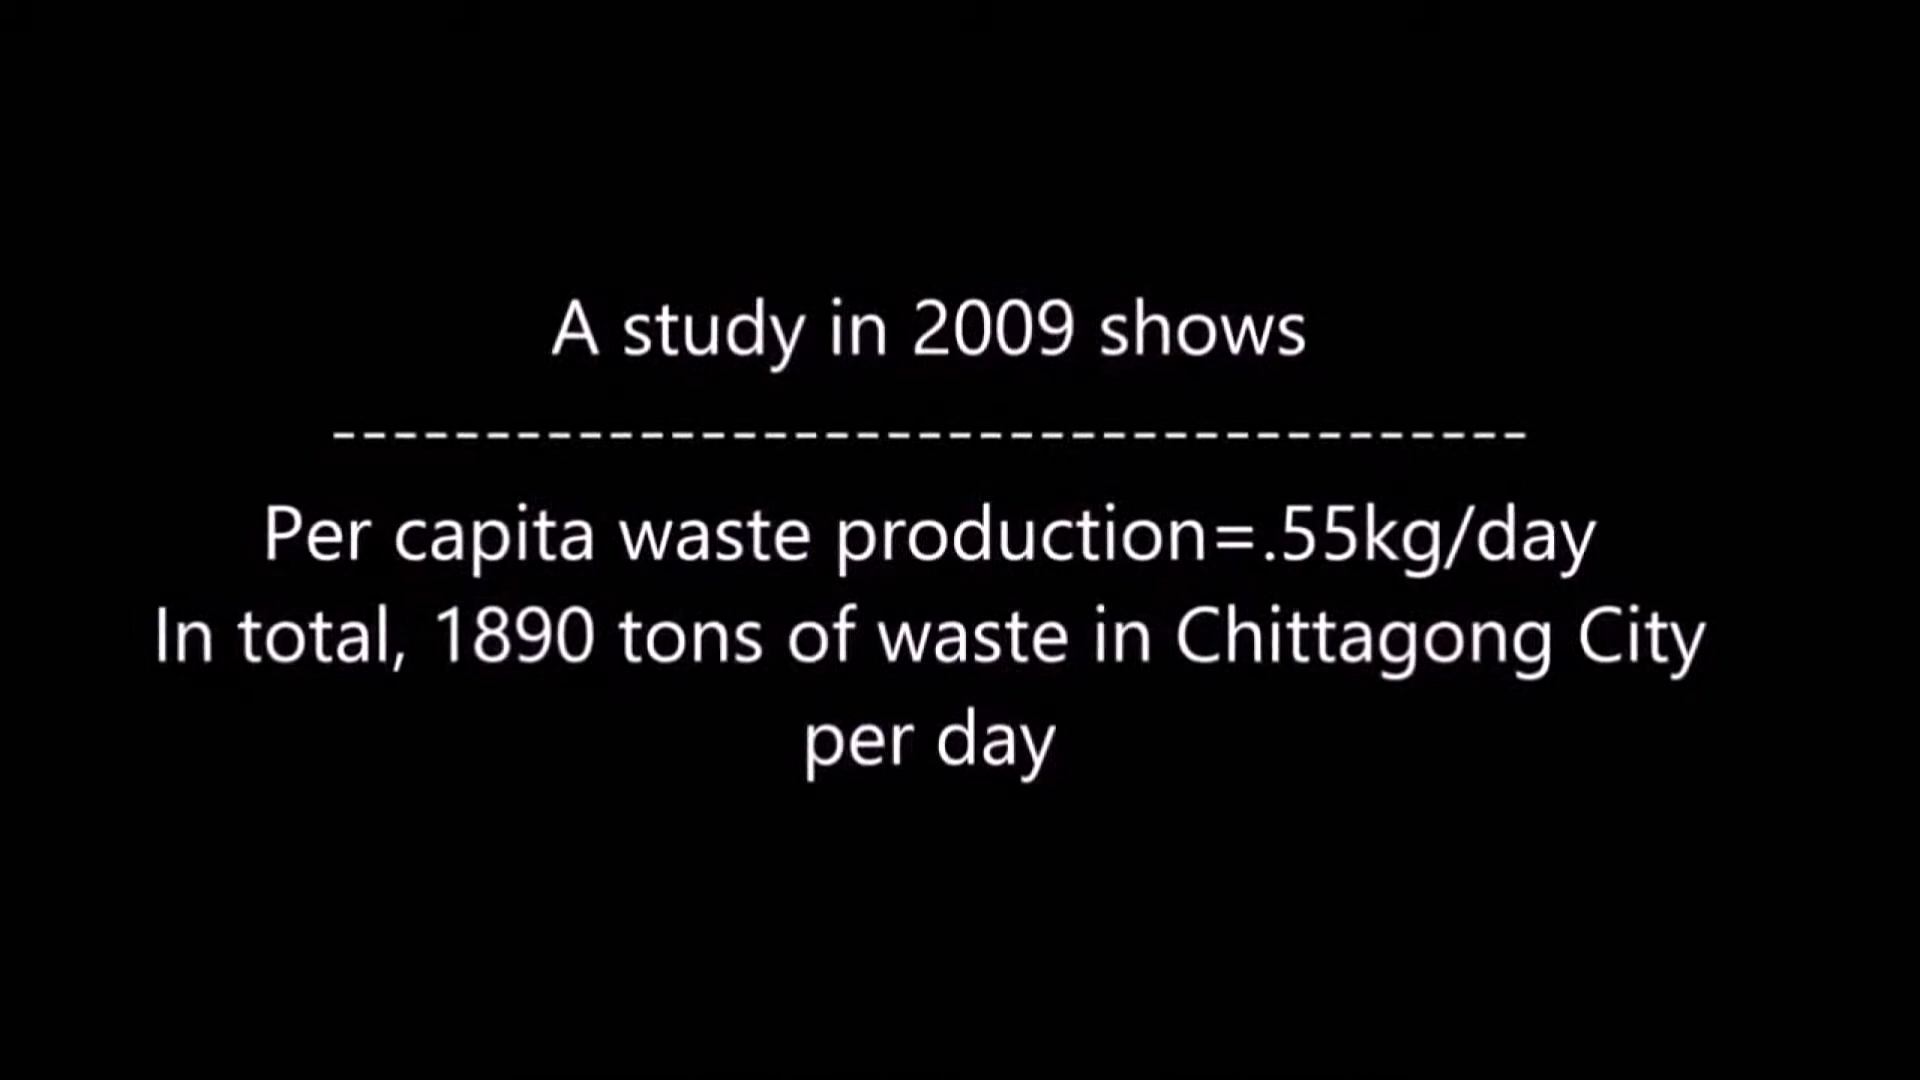 A study in 2009 shows
---------------------------------------
Per capita waste production=.55kg/day
In total, 1890 tons of waste in Chittagong City
per day